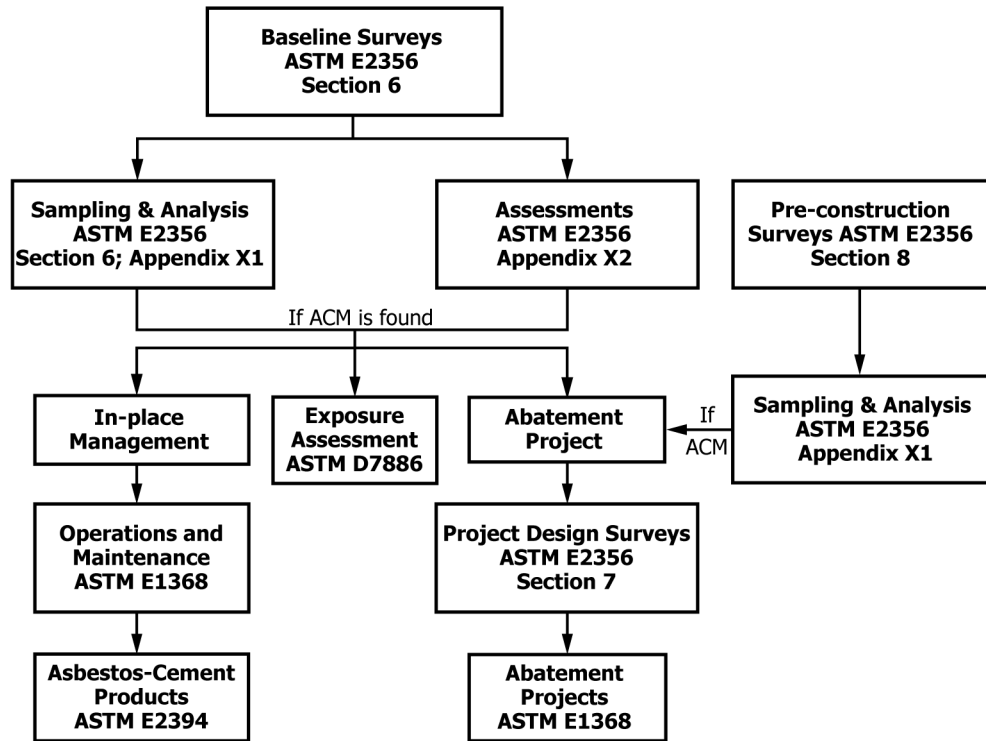 Baseline Surveys
ASTM E2356
Section 6
Sampling & Analysis
ASTM E2356
Section 6; Appendix X1
Assessments
ASTM E2356
Appendix X2
Pre-construction
Surveys ASTM E2356
Section 8
If ACM is found
In-place
Management
Exposure
Assessment
ASTM D7886
Abatement
Project
If
ACM
Sampling & Analysis
ASTM E2356
Appendix X1
Operations and
Maintenance
ASTM E1368
Project Design Surveys
ASTM E2356
Section 7
Asbestos-Cement
Products
ASTM E2394
Abatement
Projects
ASTM E1368